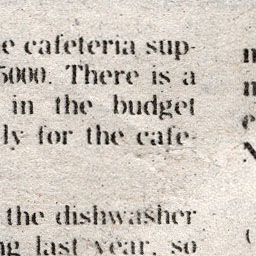 e cafeteria sup-
5000. There is a
in the budget
ly for the cafe-
the dishwasher
ng last year, so